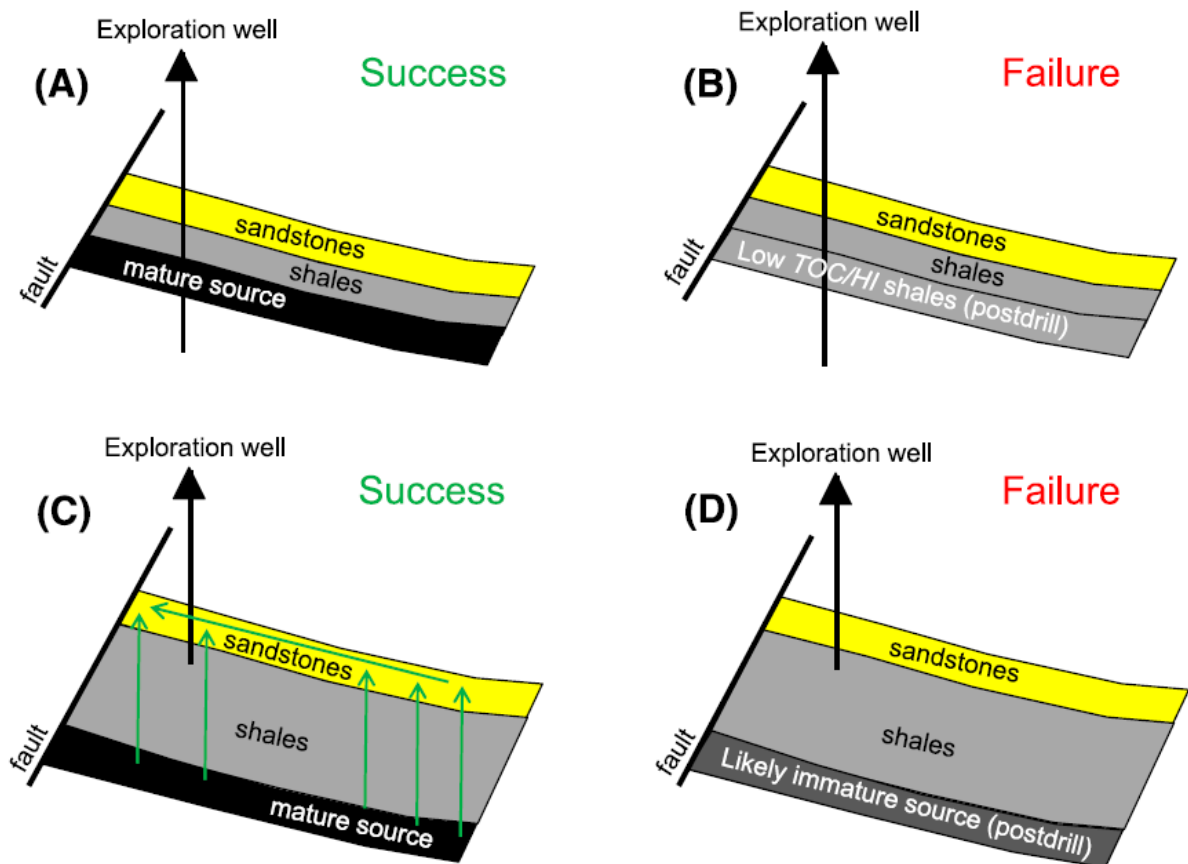 Exploration well
(A)
Success
sandstones
shales
mature source
fault
Exploration well
(B)
Failure
sandstones
shales
Low TOC/HI shales (postdrill)
fault
Exploration well
(C)
Success
sandstones
shales
mature source
fault
Exploration well
(D)
Failure
sandstones
shales
Likely immature source (postdrill)
fault